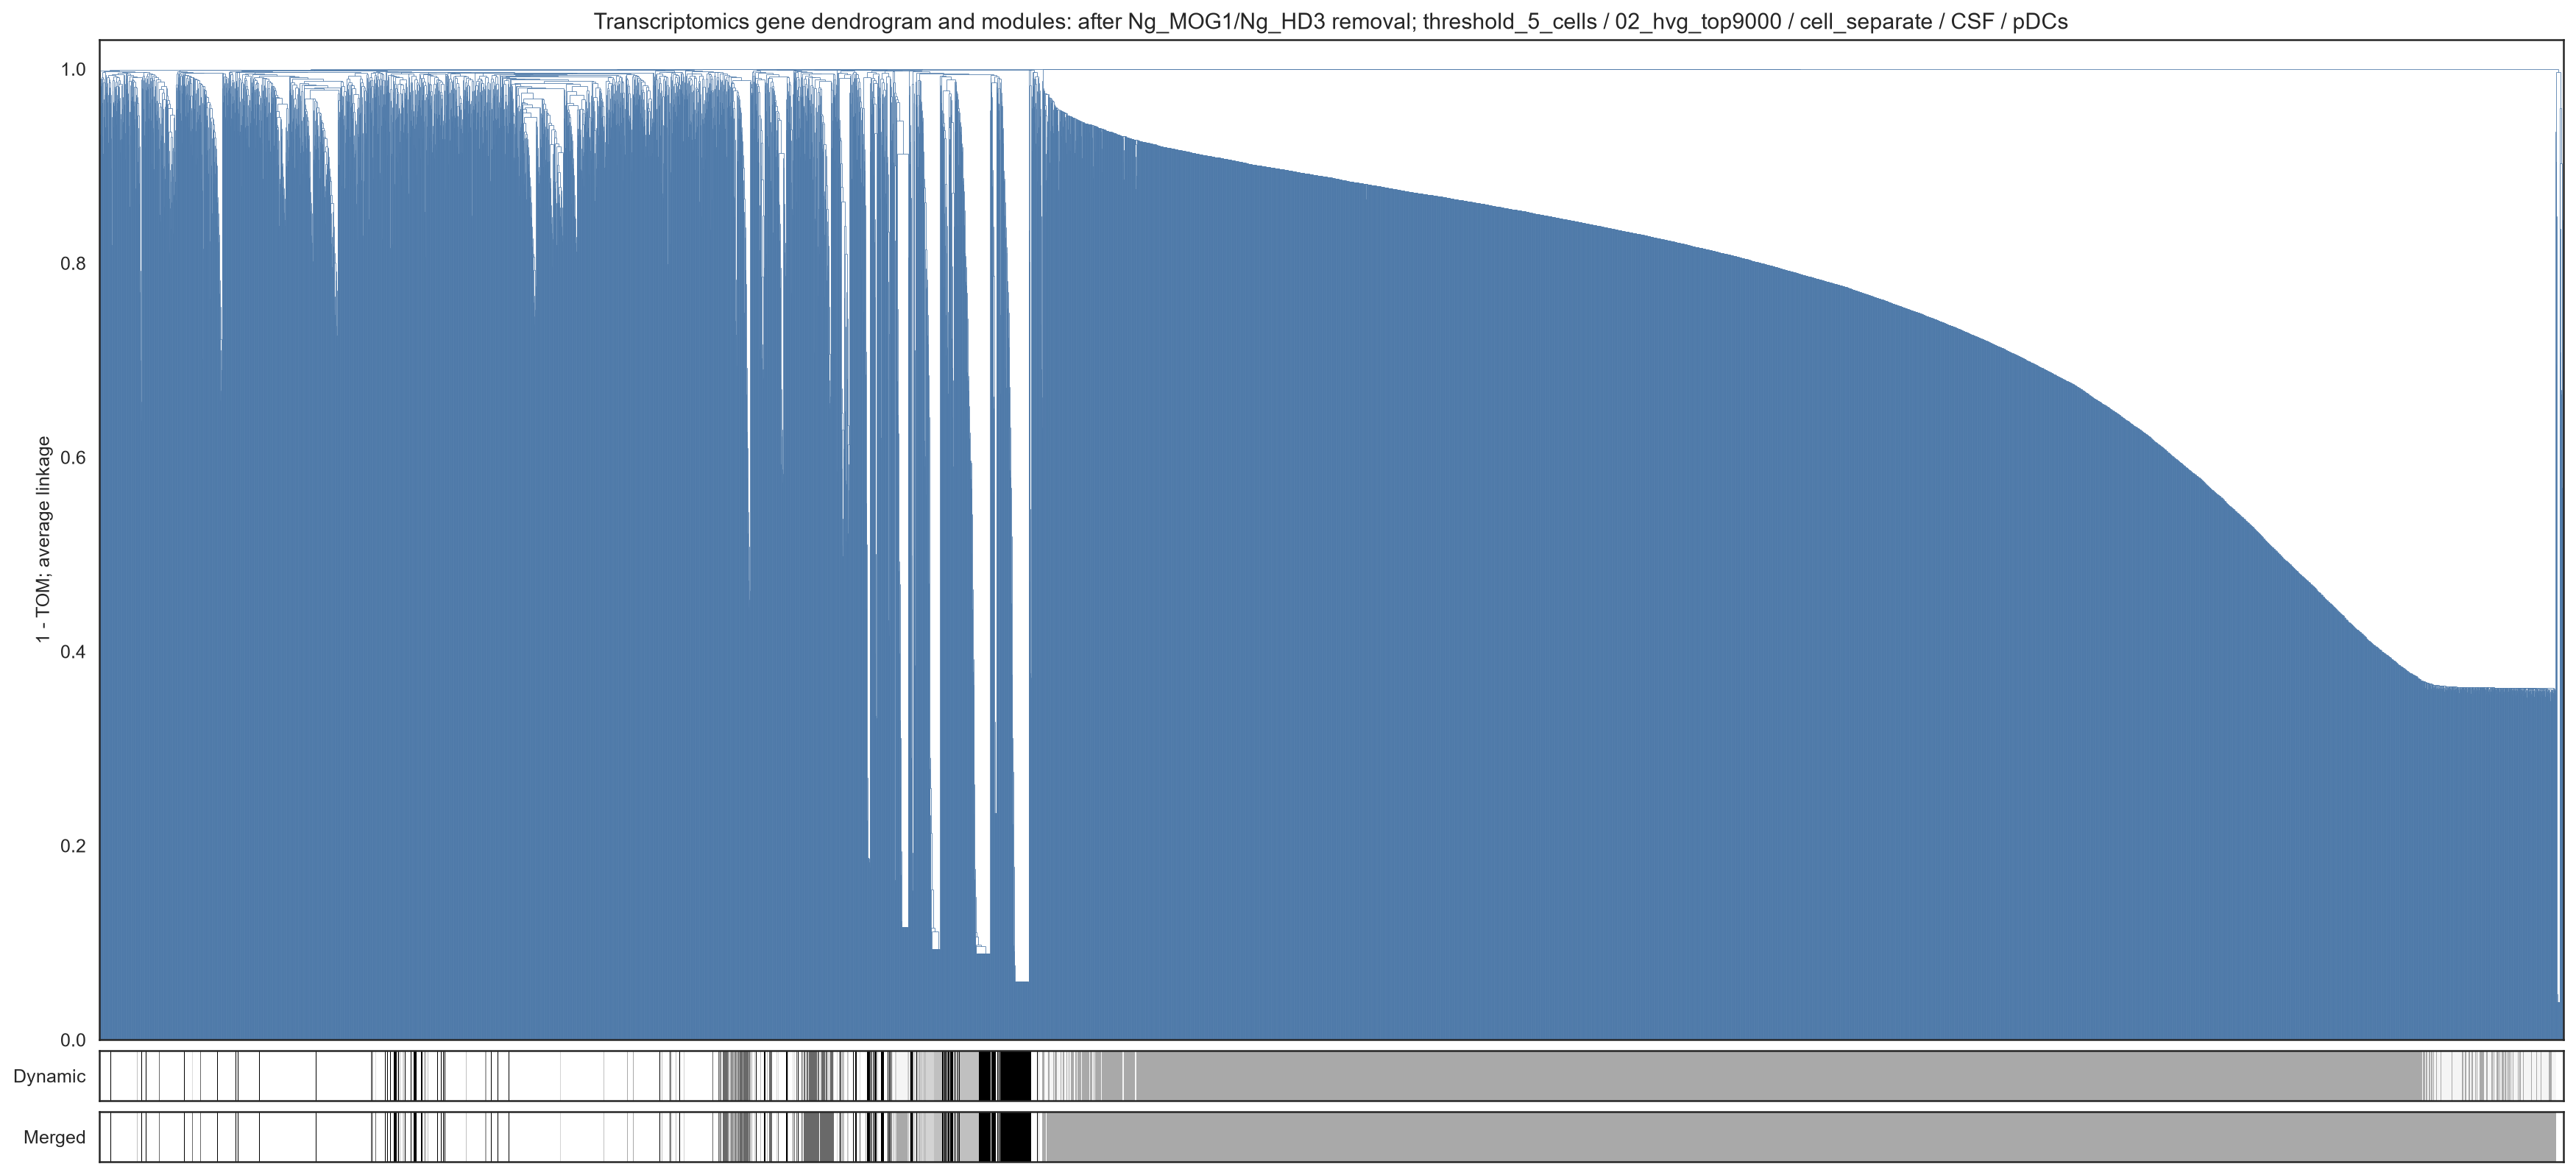 Transcriptomics gene dendrogram and modules: after Ng_MOG1/Ng_HD3 removal; threshold_5_cells / 02_hvg_top9000 / cell_separate / CSF / pDCs
1.0
0.8
0.6
0.4
0.2
0.0
1 - TOM; average linkage
Dynamic
Merged